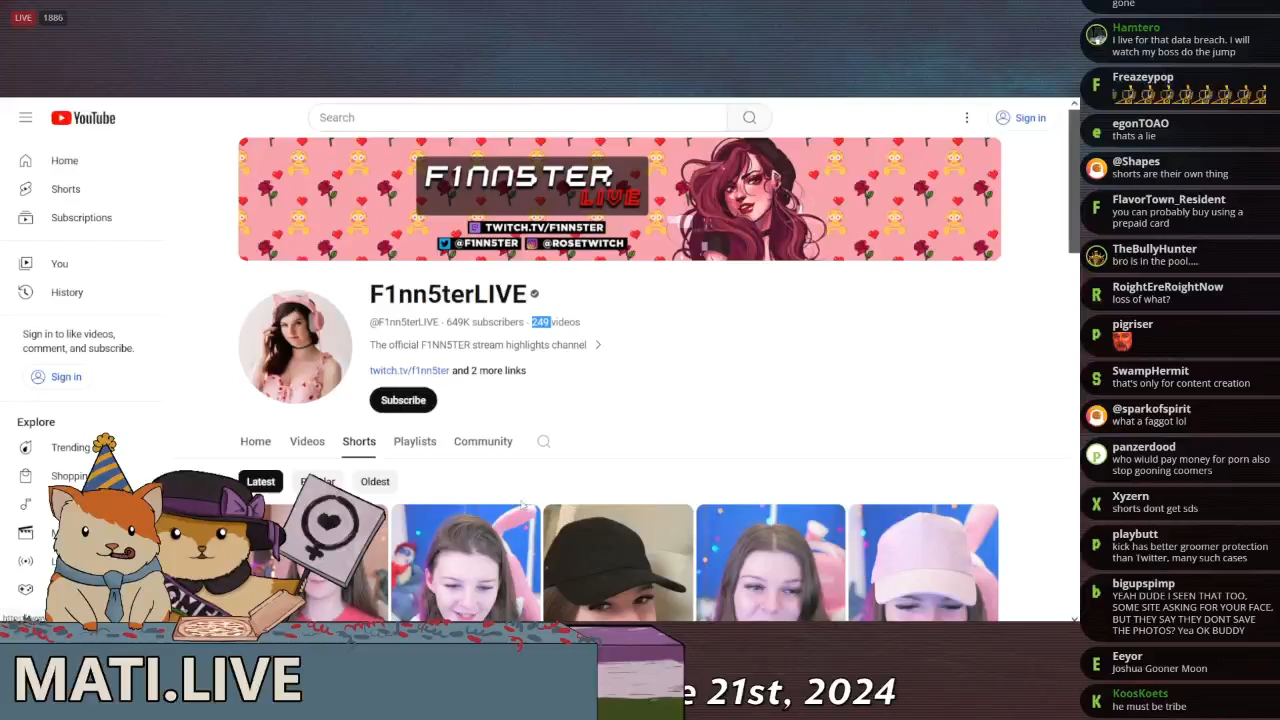 LIVE 1886
YouTube
Search
Sign in
Home
Shorts
Subscriptions
You
History
Sign in to like videos,
comment, and subscribe.
Sign in
Explore
Trending
Shoppin
F1NN5TER
LIVE
TWITCH.TV/F1NN5TER
@F1NN5TER @ROSETWITCH
F1nn5terLIVE
@F1nn5terLIVE · 649K subscribers · 249 videos
The official F1NN5TER stream highlights channel
twitch.tv/f1nn5ter and 2 more links
Subscribe
Home Videos Shorts Playlists Community
Latest Oldest
MATI.LIVE
e 21st, 2024
gone
Hamtero
I live for that data breach. I will
watch my boss do the jump
Freazeypop
egonTOAO
thats a lie
@Shapes
shorts are their own thing
FlavorTown_Resident
you can probably buy using a
prepaid card
TheBullyHunter
bro is in the pool....
RoightEreRoightNow
loss of what?
pigriser
SwampHermit
that's only for content creation
@sparkofspirit
what a faggot lol
panzerdood
who wiuld pay money for porn also
stop gooning coomers
Xyzern
shorts dont get sds
playbutt
kick has better groomer protection
than Twitter, many such cases
bigupspimp
YEAH DUDE I SEEN THAT TOO,
SOME SITE ASKING FOR YOUR FACE.
BUT THEY SAY THEY DONT SAVE
THE PHOTOS? Yea OK BUDDY
Eeyor
Joshua Gooner Moon
KoosKoets
he must be tribe